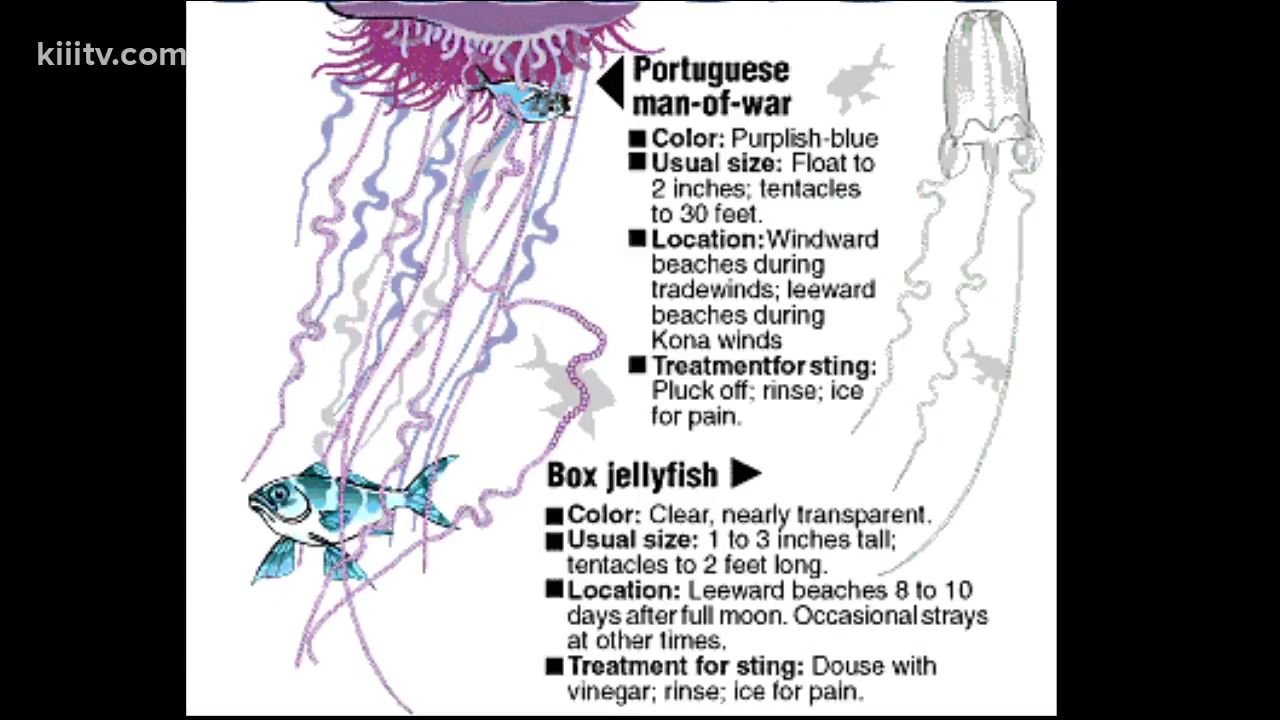 kiiitv.com
Portuguese
man-of-war
■ Color: Purplish-blue
■ Usual size: Float to
2 inches; tentacles
to 30 feet.
■ Location: Windward
beaches during
tradewinds; leeward
beaches during
Kona winds
■ Treatment for sting:
Pluck off; rinse; ice
for pain.
Box jellyfish
■ Color: Clear, nearly transparent.
■ Usual size: 1 to 3 inches tall;
tentacles to 2 feet long.
■ Location: Leeward beaches 8 to 10
days after full moon. Occasional strays
at other times.
■ Treatment for sting: Douse with
vinegar; rinse; ice for pain.